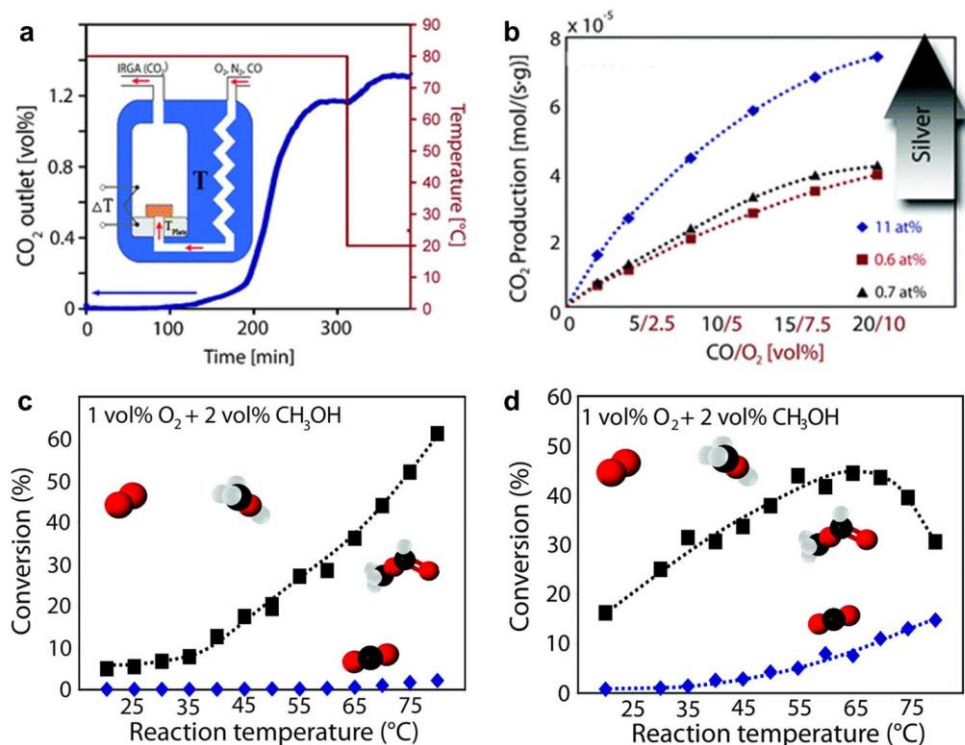 a
IRGA (CO₂)
O₂, N₂, CO
T
ΔT
T_Plate
CO₂ outlet [vol%]
1.2
0.8
0.4
0
Temperature [°C]
90
80
70
60
50
40
30
20
10
0
0 100 200 300
Time [min]
b
x 10⁻⁵
CO₂ Production [mol/(s·g)]
8
6
4
2
Silver
11 at%
0.6 at%
0.7 at%
0 5/2.5 10/5 15/7.5 20/10
CO/O₂ [vol%]
c
1 vol% O₂ + 2 vol% CH₃OH
Conversion (%)
60
50
40
30
20
10
0
25 35 45 55 65 75
Reaction temperature (°C)
d
1 vol% O₂ + 2 vol% CH₃OH
Conversion (%)
60
50
40
30
20
10
0
25 35 45 55 65 75
Reaction temperature (°C)